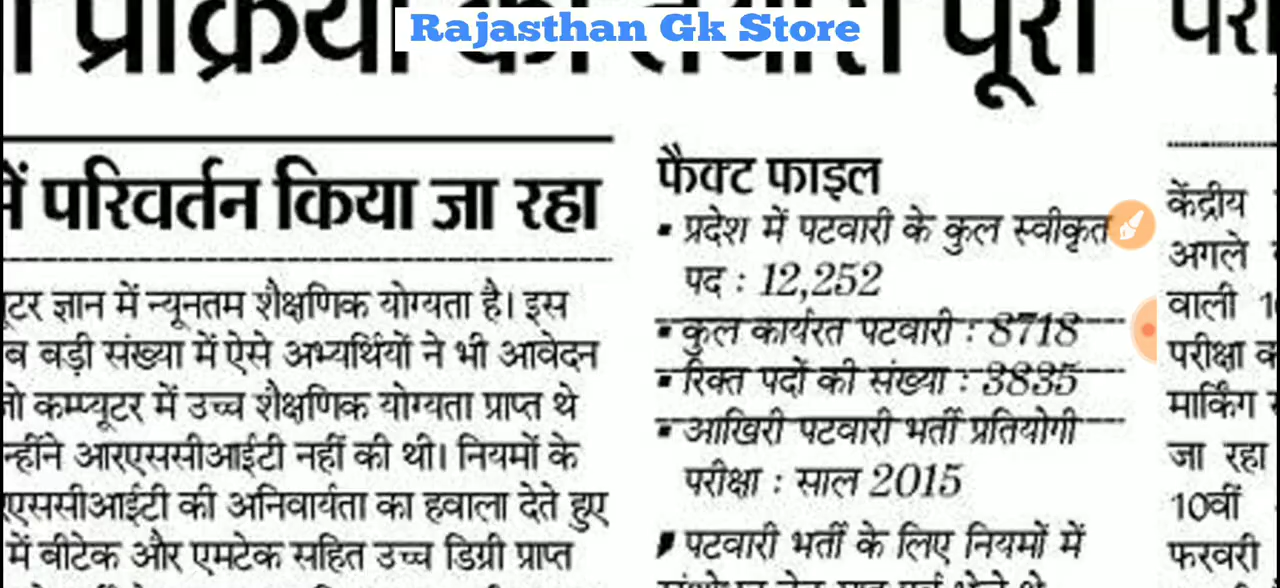 Rajasthan Gk Store
प्रक्रिया की तैयारी पूरी
में परिवर्तन किया जा रहा
ज्ञान में न्यूनतम शैक्षणिक योग्यता है। इस
बड़ी संख्या में ऐसे अभ्यर्थियों ने भी आवेदन
कम्प्यूटर में उच्च शैक्षणिक योग्यता प्राप्त थे
आरएससीआईटी नहीं की थी। नियमों के
की अनिवार्यता का हवाला देते हुए
में बीटेक और एमटेक सहित उच्च डिग्री प्राप्त
फैक्ट फाइल
▪ प्रदेश में पटवारी के कुल स्वीकृत
पद : 12,252
▪ कुल कार्यरत पटवारी : 8718
▪ रिक्त पदों की संख्या : 3835
▪ आखिरी पटवारी भर्ती प्रतियोगी
परीक्षा : साल 2015
▪ पटवारी भर्ती के लिए नियमों में
केंद्रीय
अगले
वाली
परीक्षा
मार्किंग
जा रहा
10वीं
फरवरी